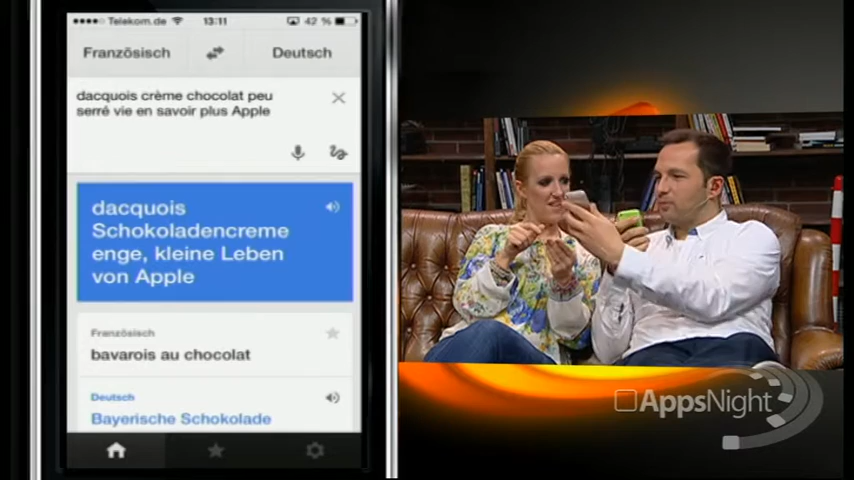 Telekom.de 13:11 42 %
Französisch Deutsch
dacquois crème chocolat peu
serré vie en savoir plus Apple
dacquois
Schokoladencreme
enge, kleine Leben
von Apple
Französisch
bavarois au chocolat
Deutsch
Bayerische Schokolade
AppsNight